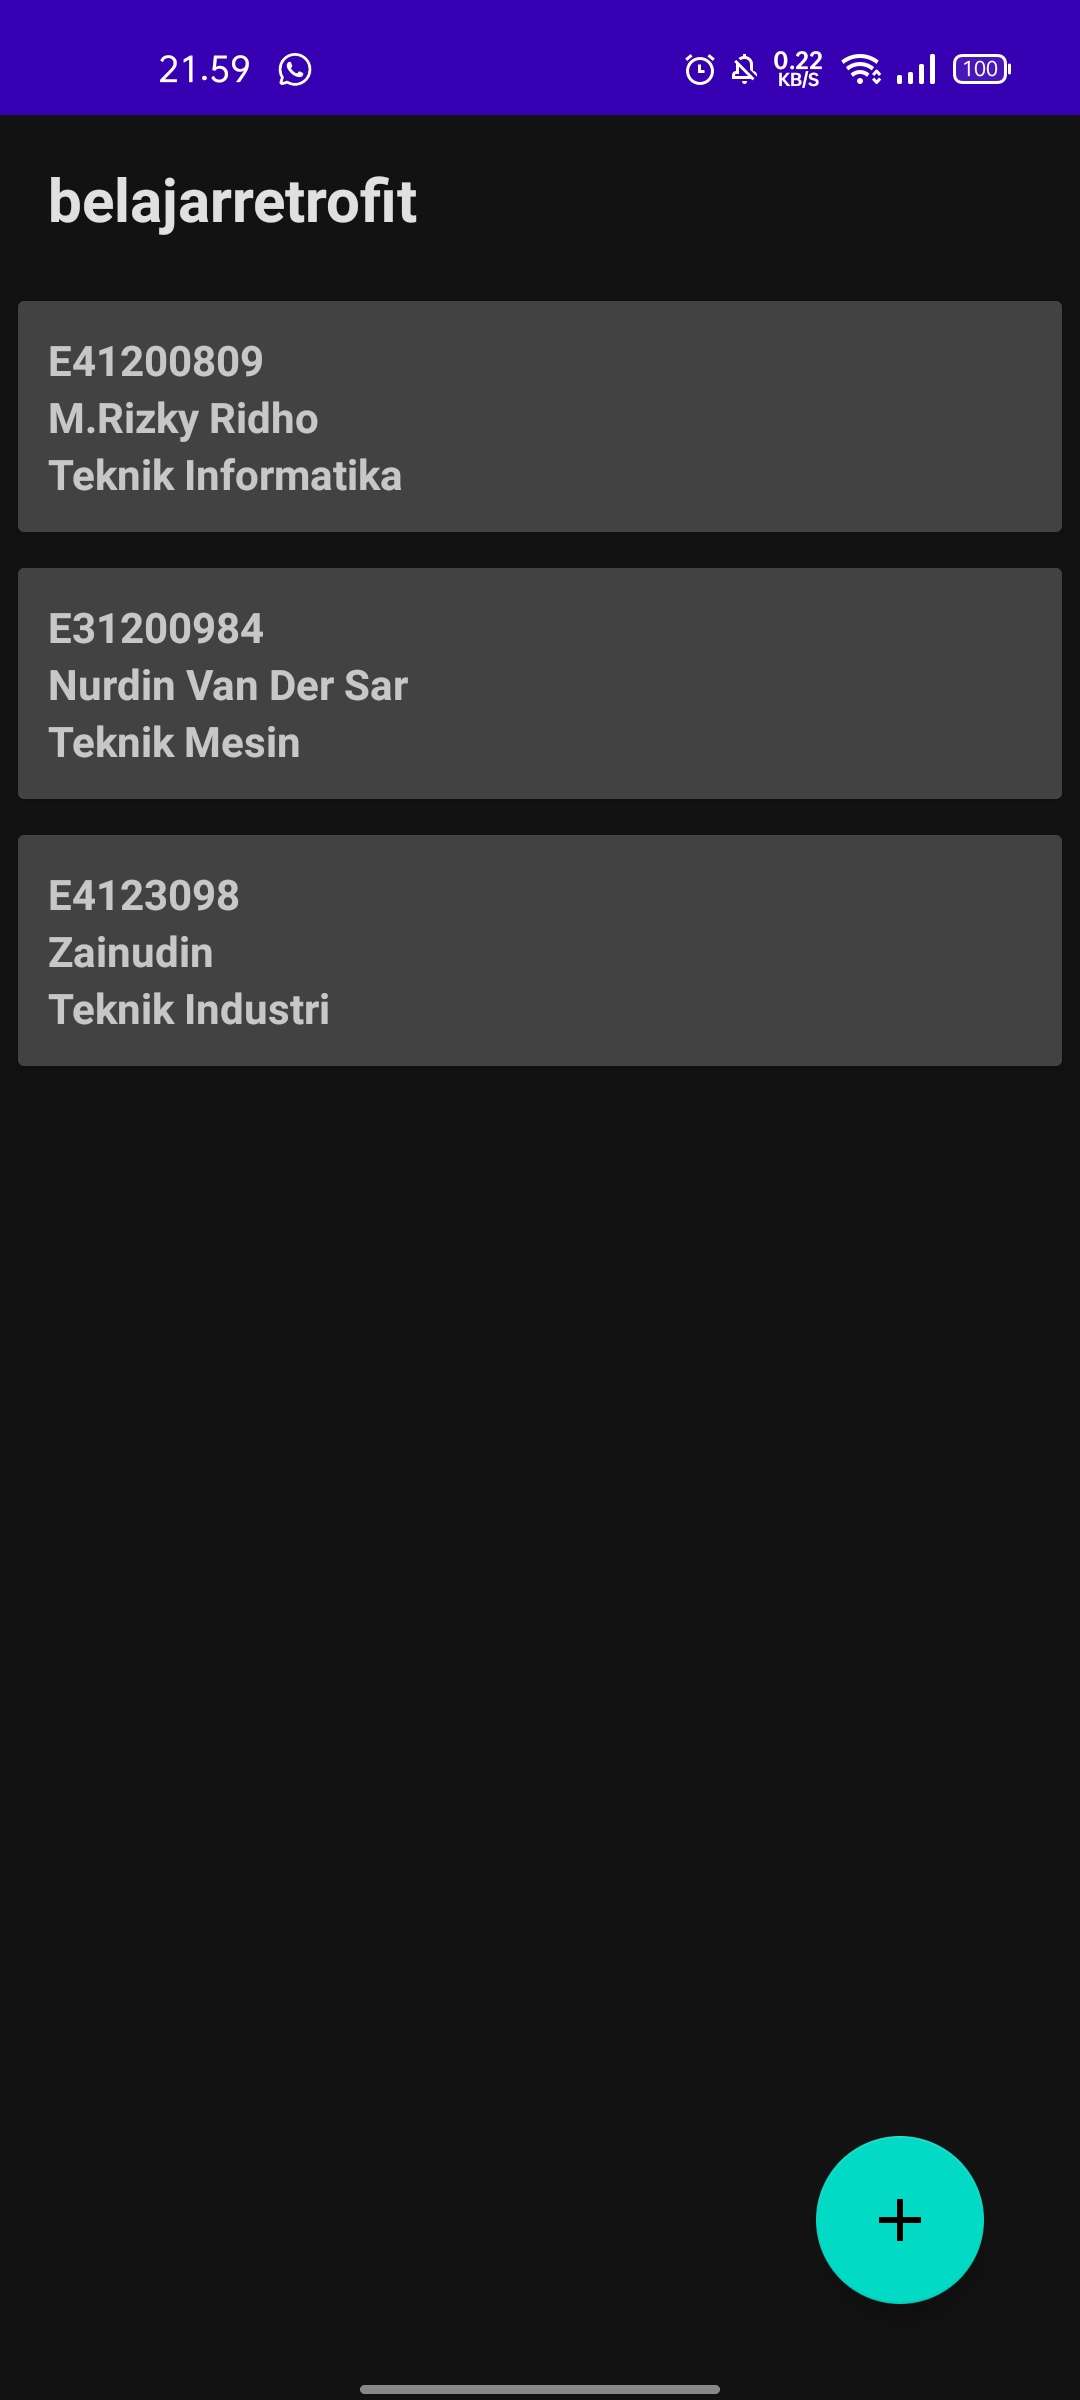 21.59
0.22
KB/S
100
belajarretrofit
E41200809
M.Rizky Ridho
Teknik Informatika
E31200984
Nurdin Van Der Sar
Teknik Mesin
E4123098
Zainudin
Teknik Industri